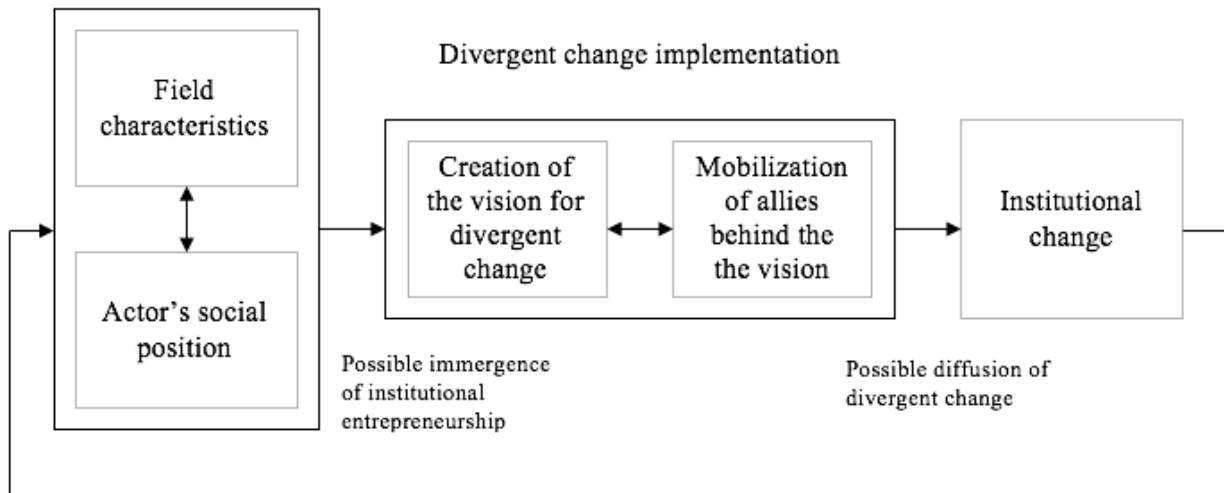 Field
characteristics
Actor's social
position
Divergent change implementation
Creation of
the vision for
divergent
change
Mobilization
of allies
behind the
the vision
Institutional
change
Possible immergence
of institutional
entrepreneurship
Possible diffusion of
divergent change